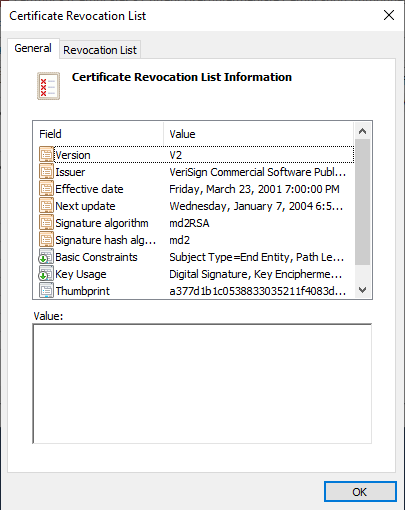 Certificate Revocation List
General Revocation List
Certificate Revocation List Information
Field Value
Version V2
Issuer VeriSign Commercial Software Publ...
Effective date Friday, March 23, 2001 7:00:00 PM
Next update Wednesday, January 7, 2004 6:5...
Signature algorithm md2RSA
Signature hash alg... md2
Basic Constraints Subject Type=End Entity, Path Le...
Key Usage Digital Signature, Key Encipherme...
Thumbprint a377d1b1c0538833035211f4083d...
Value:
OK